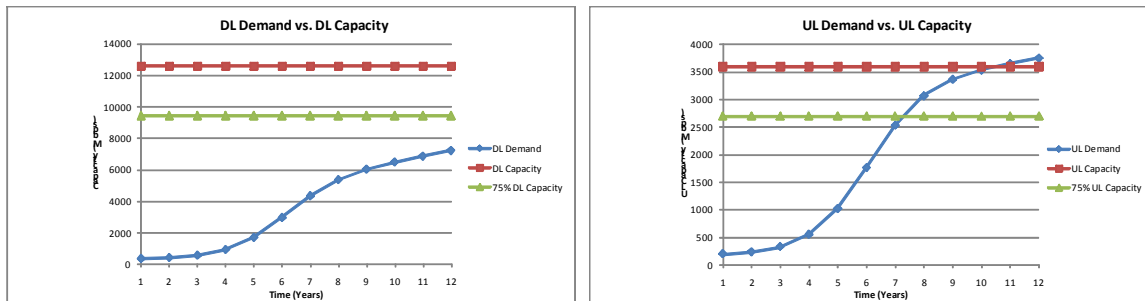 DL Demand vs. DL Capacity
14000
12000
10000
8000
6000
4000
2000
0
1 2 3 4 5 6 7 8 9 10 11 12
Time (Years)
DL Demand
DL Capacity
75% DL Capacity
UL Demand vs. UL Capacity
4000
3500
3000
2500
2000
1500
1000
500
0
1 2 3 4 5 6 7 8 9 10 11 12
Time (Years)
UL Demand
UL Capacity
75% UL Capacity